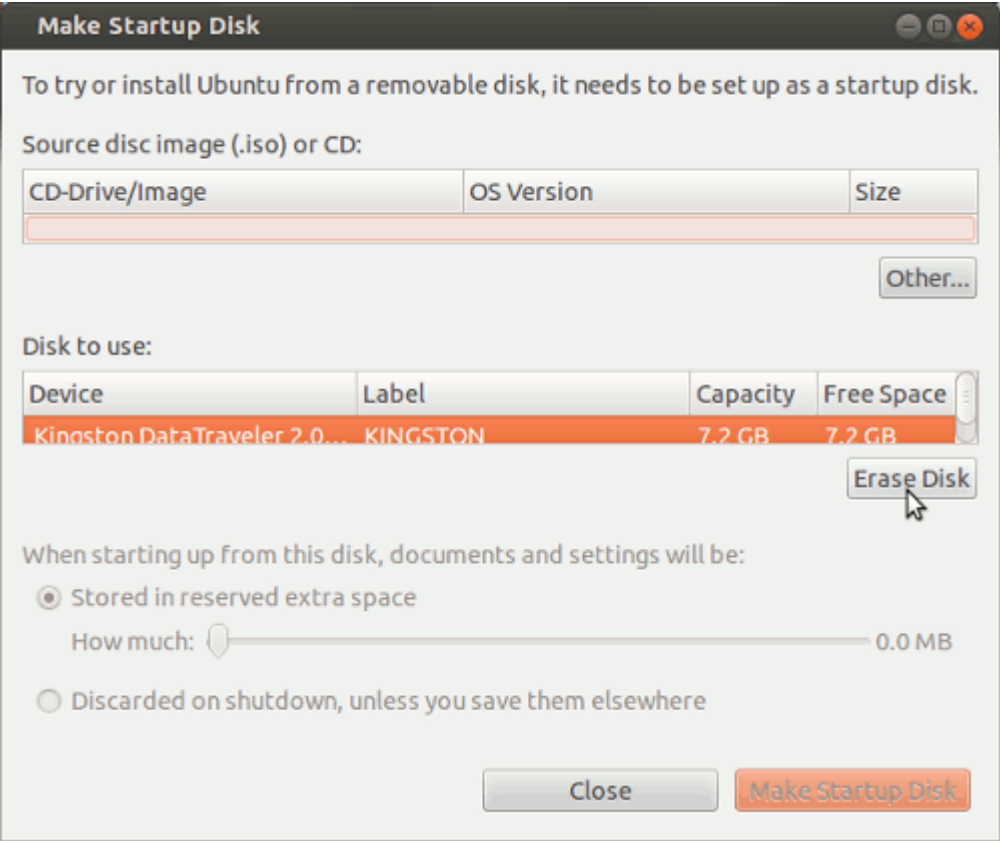 Make Startup Disk
To try or install Ubuntu from a removable disk, it needs to be set up as a startup disk.
Source disc image (.iso) or CD:
CD-Drive/Image OS Version Size
Other...
Disk to use:
Device Label Capacity Free Space
Kingston DataTraveler 2.0... KINGSTON 7.2 GB 7.2 GB
Erase Disk
When starting up from this disk, documents and settings will be:
Stored in reserved extra space
How much: 0.0 MB
Discarded on shutdown, unless you save them elsewhere
Close Make Startup Disk